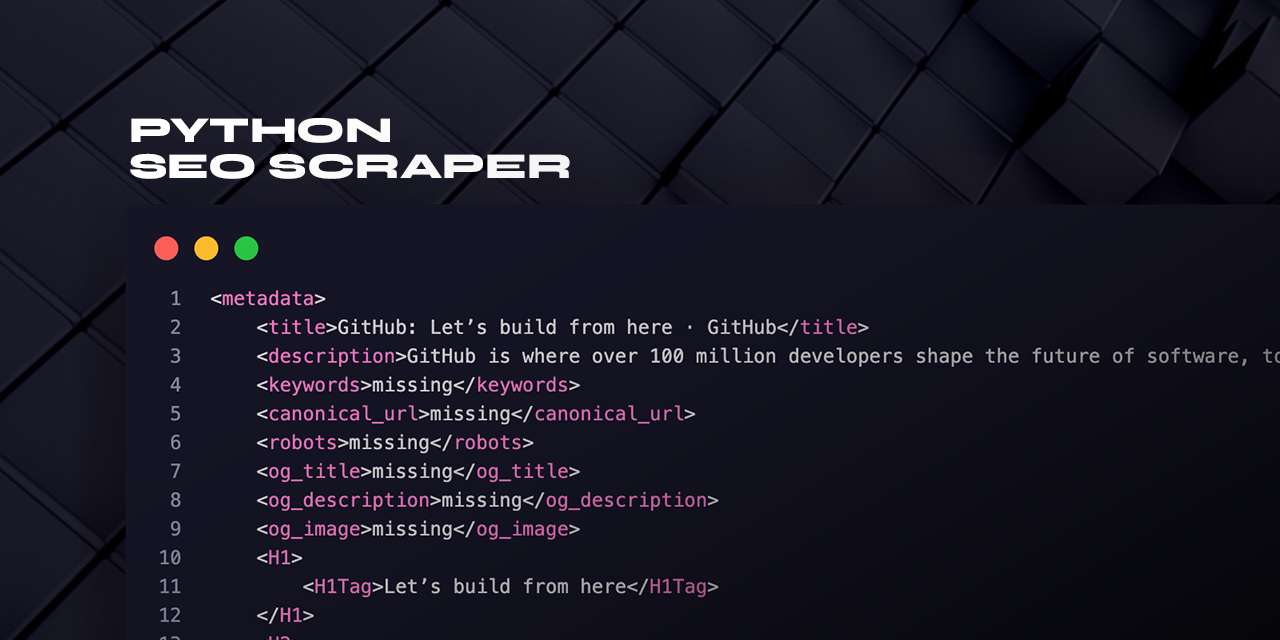 PYTHON
SEO SCRAPER
1 <metadata>
2 <title>GitHub: Let’s build from here · GitHub</title>
3 <description>GitHub is where over 100 million developers shape the future of software, to
4 <keywords>missing</keywords>
5 <canonical_url>missing</canonical_url>
6 <robots>missing</robots>
7 <og_title>missing</og_title>
8 <og_description>missing</og_description>
9 <og_image>missing</og_image>
10 <H1>
11 <H1Tag>Let’s build from here</H1Tag>
12 </H1>